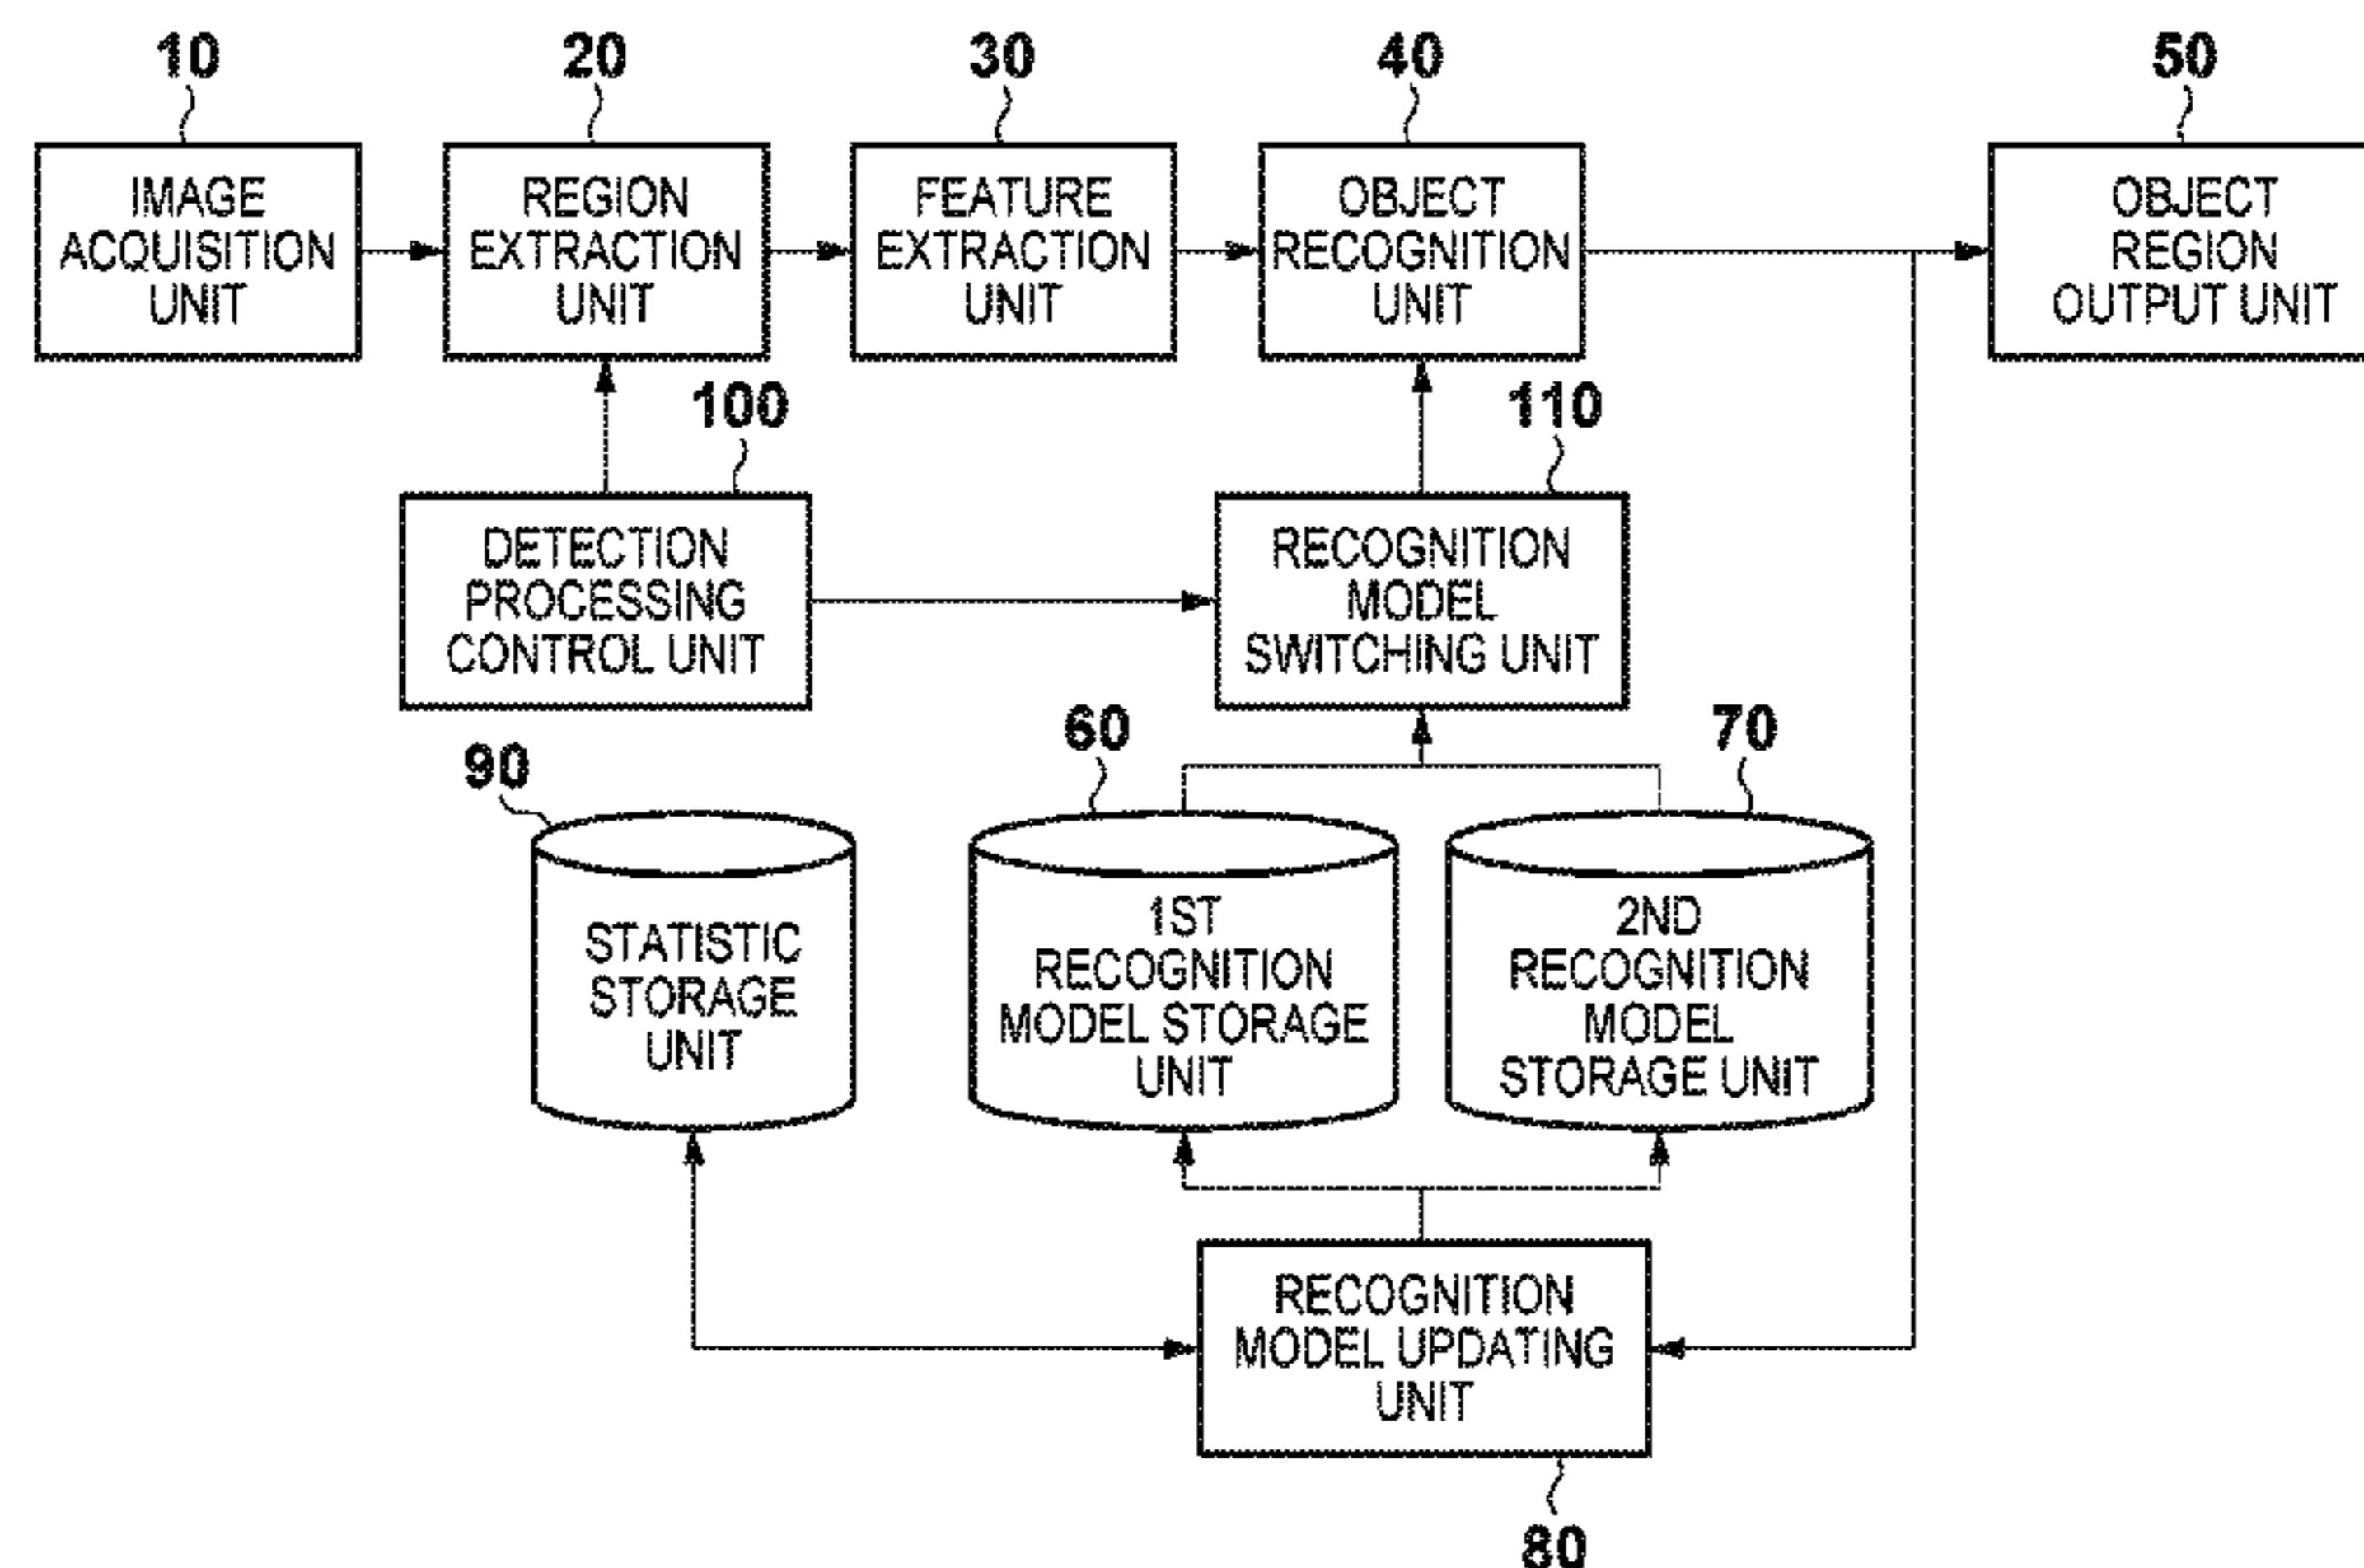 10
20
30
40
50
IMAGE
ACQUISITION
UNIT
REGION
EXTRACTION
UNIT
FEATURE
EXTRACTION
UNIT
OBJECT
RECOGNITION
UNIT
OBJECT
REGION
OUTPUT UNIT
100
110
DETECTION
PROCESSING
CONTROL UNIT
RECOGNITION
MODEL
SWITCHING UNIT
90
60
70
STATISTIC
STORAGE
UNIT
1ST
RECOGNITION
MODEL STORAGE
UNIT
2ND
RECOGNITION
MODEL
STORAGE UNIT
RECOGNITION
MODEL UPDATING
UNIT
80